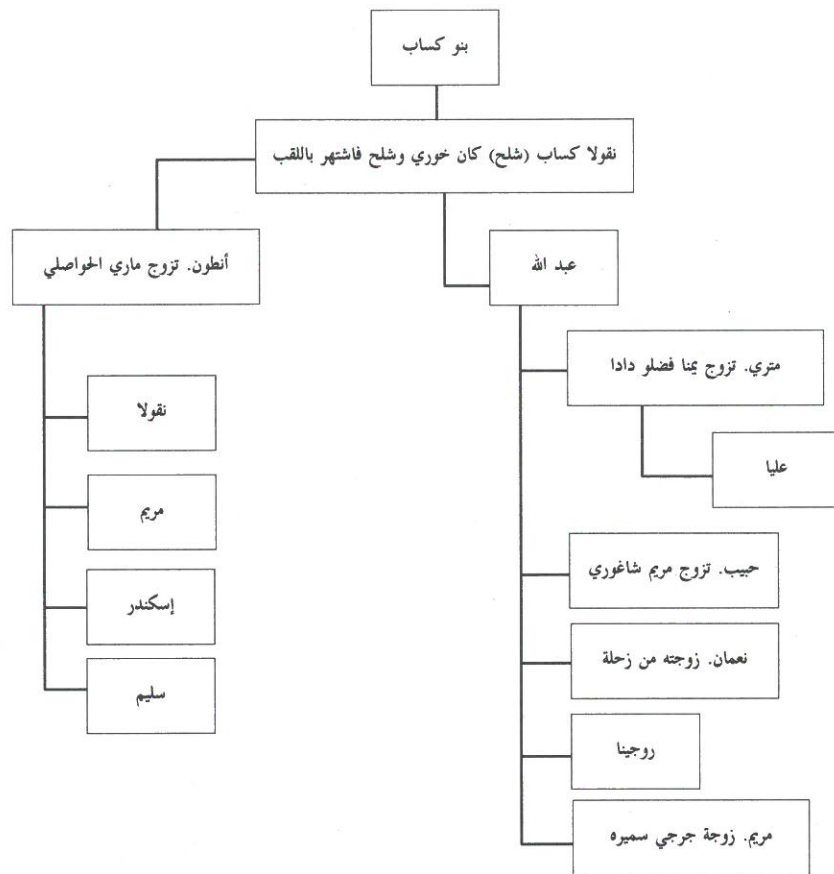 بنو كساب
نقولا كساب (شلح) كان خوري وشلح فاشتهر باللقب
عبد الله
متري. تزوج يمنا فضلو دادا
عليا
حبيب. تزوج مريم شاغوري
نعمان. زوجته من زحلة
روجينا
مريم. زوجة جرجي سميره
أنطون. تزوج ماري الحواصلي
نقولا
مريم
إسكندر
سليم